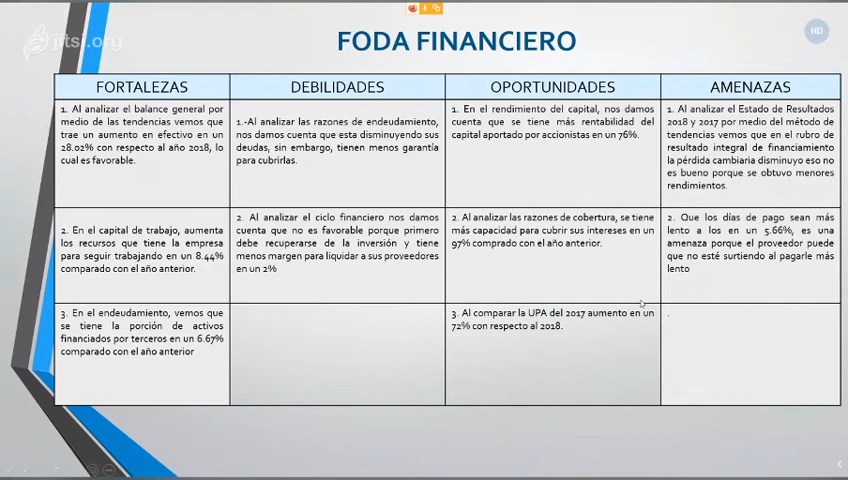 jitsi.org
HD
FODA FINANCIERO
FORTALEZAS
DEBILIDADES
OPORTUNIDADES
AMENAZAS
1. Al analizar el balance general por
medio de las tendencias vemos que
trae un aumento en efectivo en un
28.02% con respecto al año 2018, lo
cual es favorable.
1.-Al analizar las razones de endeudamiento,
nos damos cuenta que esta disminuyendo sus
deudas, sin embargo, tienen menos garantía
para cubrirlas.
1. En el rendimiento del capital, nos damos
cuenta que se tiene más rentabilidad del
capital aportado por accionistas en un 76%.
1. Al analizar el Estado de Resultados
2018 y 2017 por medio del método de
tendencias vemos que en el rubro de
resultado integral de financiamiento
la pérdida cambiaria disminuyo eso no
es bueno porque se obtuvo menores
rendimientos.
2. En el capital de trabajo, aumenta
los recursos que tiene la empresa
para seguir trabajando en un 8.44%
comparado con el año anterior.
2. Al analizar el ciclo financiero nos damos
cuenta que no es favorable porque primero
debe recuperarse de la inversión y tiene
menos margen para liquidar a sus proveedores
en un 2%
2. Al analizar las razones de cobertura, se tiene
más capacidad para cubrir sus intereses en un
97% comprado con el año anterior.
2. Que los días de pago sean más
lento a los en un 5.66%, es una
amenaza porque el proveedor puede
que no esté surtiendo al pagarle más
lento
3. En el endeudamiento, vemos que
se tiene la porción de activos
financiados por terceros en un 6.67%
comparado con el año anterior
3. Al comparar la UPA del 2017 aumento en un
72% con respecto al 2018.
.